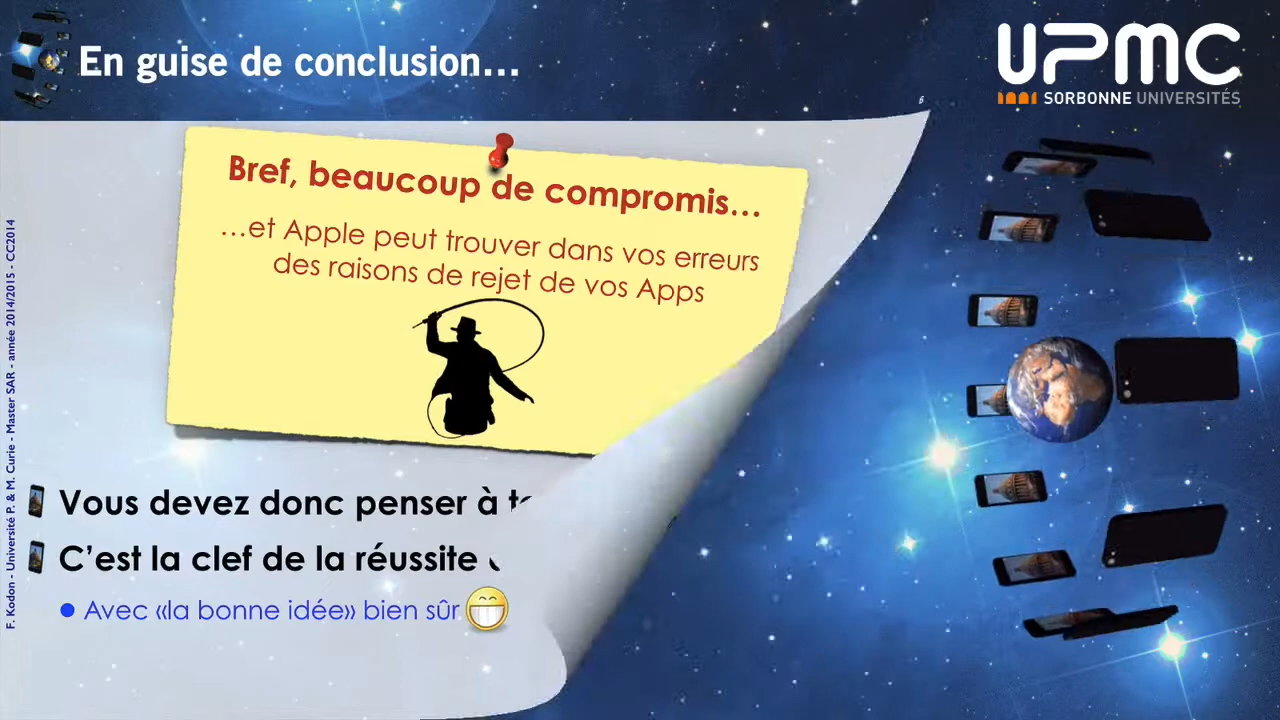 En guise de conclusion...
UPMC
SORBONNE UNIVERSITÉS
6
Bref, beaucoup de compromis...
...et Apple peut trouver dans vos erreurs
des raisons de rejet de vos Apps
Vous devez donc penser à
C'est la clef de la réussite
Avec «la bonne idée» bien sûr
F. Kodon - Université P. & M. Curie - Master SAR - année 2014/2015 - CC2014